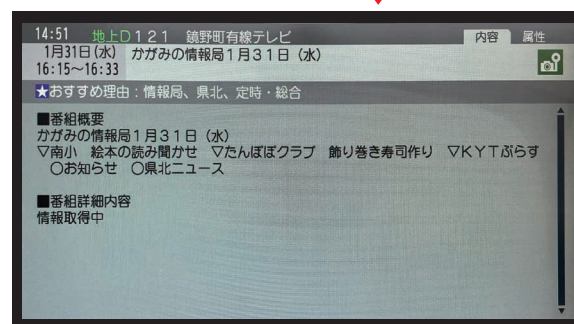 14:51 地上D121 鏡野町有線テレビ 内容 属性
1月31日(水) かがみの情報局1月31日(水)
16:15~16:33
★おすすめ理由:情報局、県北、定時・総合
■番組概要
かがみの情報局1月31日(水)
▽南小 絵本の読み聞かせ ▽たんぽぽクラブ 飾り巻き寿司作り ▽KYTぷらす
○お知らせ ○県北ニュース
■番組詳細内容
情報取得中